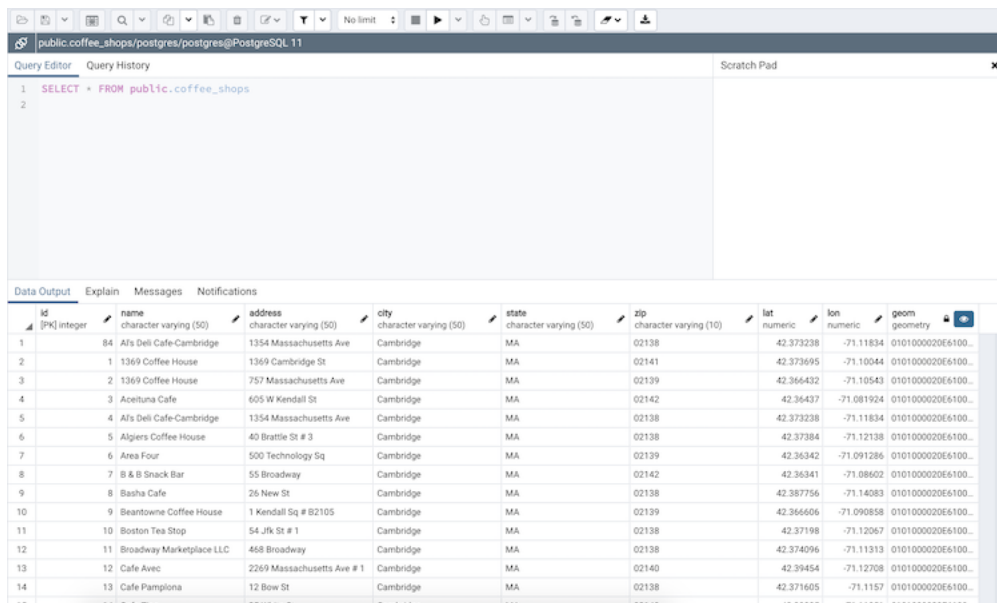 No limit
public.coffee_shops/postgres/postgres@PostgreSQL 11
Query Editor Query History Scratch Pad
1 SELECT * FROM public.coffee_shops
2
Data Output Explain Messages Notifications
id name address city state zip lat lon geom
[PK] integer character varying (50) character varying (50) character varying (50) character varying (50) character varying (10) numeric numeric geometry
1 84 Al's Deli Cafe-Cambridge 1354 Massachusetts Ave Cambridge MA 02138 42.373238 -71.11834 0101000020E6100...
2 1 1369 Coffee House 1369 Cambridge St Cambridge MA 02141 42.373695 -71.10044 0101000020E6100...
3 2 1369 Coffee House 757 Massachusetts Ave Cambridge MA 02139 42.366432 -71.10543 0101000020E6100...
4 3 Aceituna Cafe 605 W Kendall St Cambridge MA 02142 42.36437 -71.081924 0101000020E6100...
5 4 Al's Deli Cafe-Cambridge 1354 Massachusetts Ave Cambridge MA 02138 42.373238 -71.11834 0101000020E6100...
6 5 Algiers Coffee House 40 Brattle St # 3 Cambridge MA 02138 42.37384 -71.12138 0101000020E6100...
7 6 Area Four 500 Technology Sq Cambridge MA 02139 42.36342 -71.091286 0101000020E6100...
8 7 B & B Snack Bar 55 Broadway Cambridge MA 02142 42.36341 -71.08602 0101000020E6100...
9 8 Basha Cafe 26 New St Cambridge MA 02138 42.387756 -71.14083 0101000020E6100...
10 9 Beantowne Coffee House 1 Kendall Sq # B2105 Cambridge MA 02139 42.366606 -71.090858 0101000020E6100...
11 10 Boston Tea Stop 54 Jfk St # 1 Cambridge MA 02138 42.37198 -71.12067 0101000020E6100...
12 11 Broadway Marketplace LLC 468 Broadway Cambridge MA 02138 42.374096 -71.11313 0101000020E6100...
13 12 Cafe Avec 2269 Massachusetts Ave # 1 Cambridge MA 02140 42.39454 -71.12708 0101000020E6100...
14 13 Cafe Pamplona 12 Bow St Cambridge MA 02138 42.371605 -71.1157 0101000020E6100...